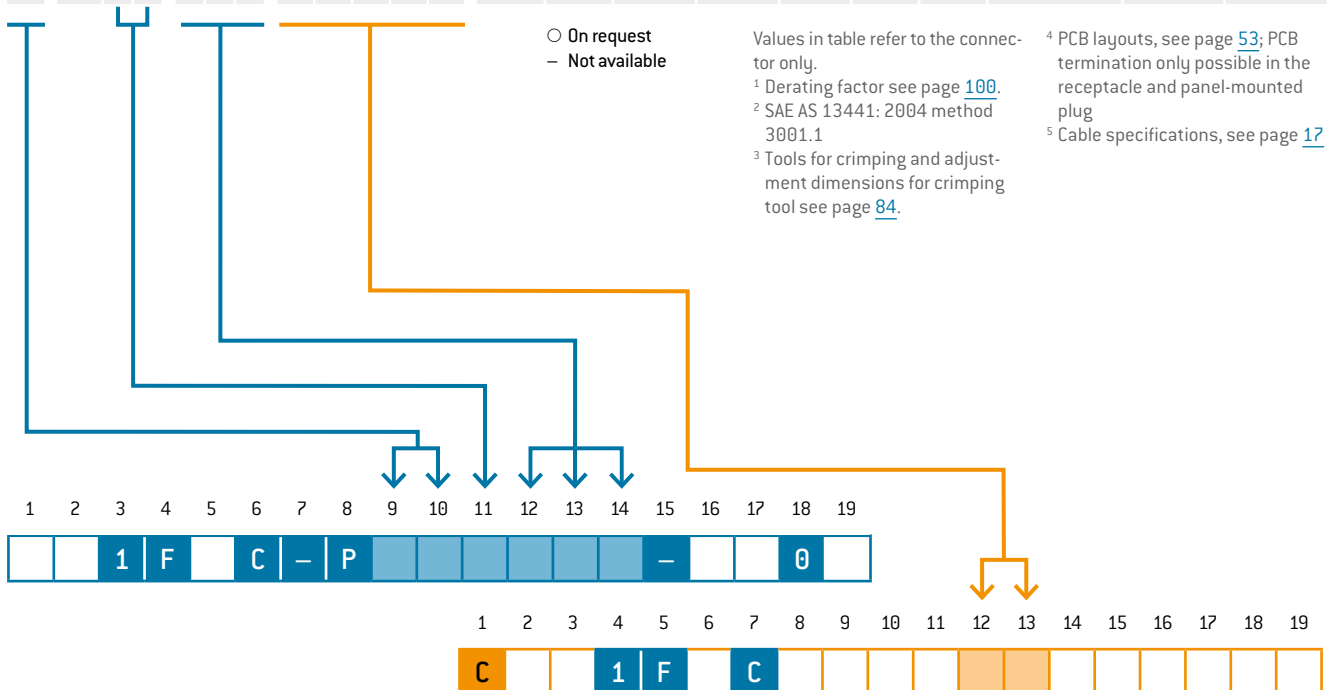 ○ On request
– Not available
Values in table refer to the connec-
tor only.
¹ Derating factor see page 100.
² SAE AS 13441: 2004 method
3001.1
³ Tools for crimping and adjust-
ment dimensions for crimping
tool see page 84.
⁴ PCB layouts, see page 53; PCB
termination only possible in the
receptacle and panel-mounted
plug
⁵ Cable specifications, see page 17
1 2 3 4 5 6 7 8 9 10 11 12 13 14 15 16 17 18 19
1 F C – P – 0
1 2 3 4 5 6 7 8 9 10 11 12 13 14 15 16 17 18 19
C 1 F C